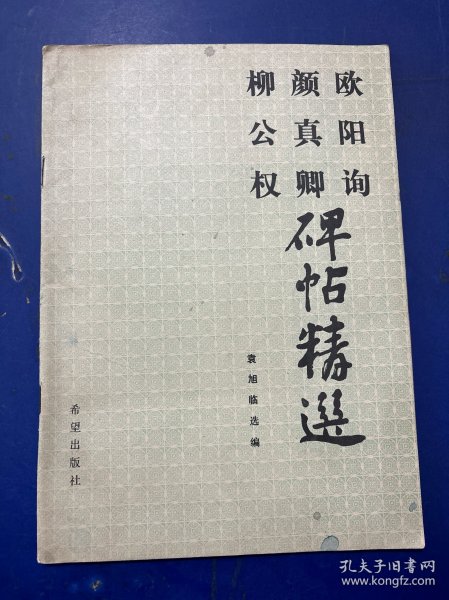 欧阳询
颜真卿
柳公权
碑帖精選
袁旭临选编
希望出版社
孔夫子旧书网
www.kongfz.com